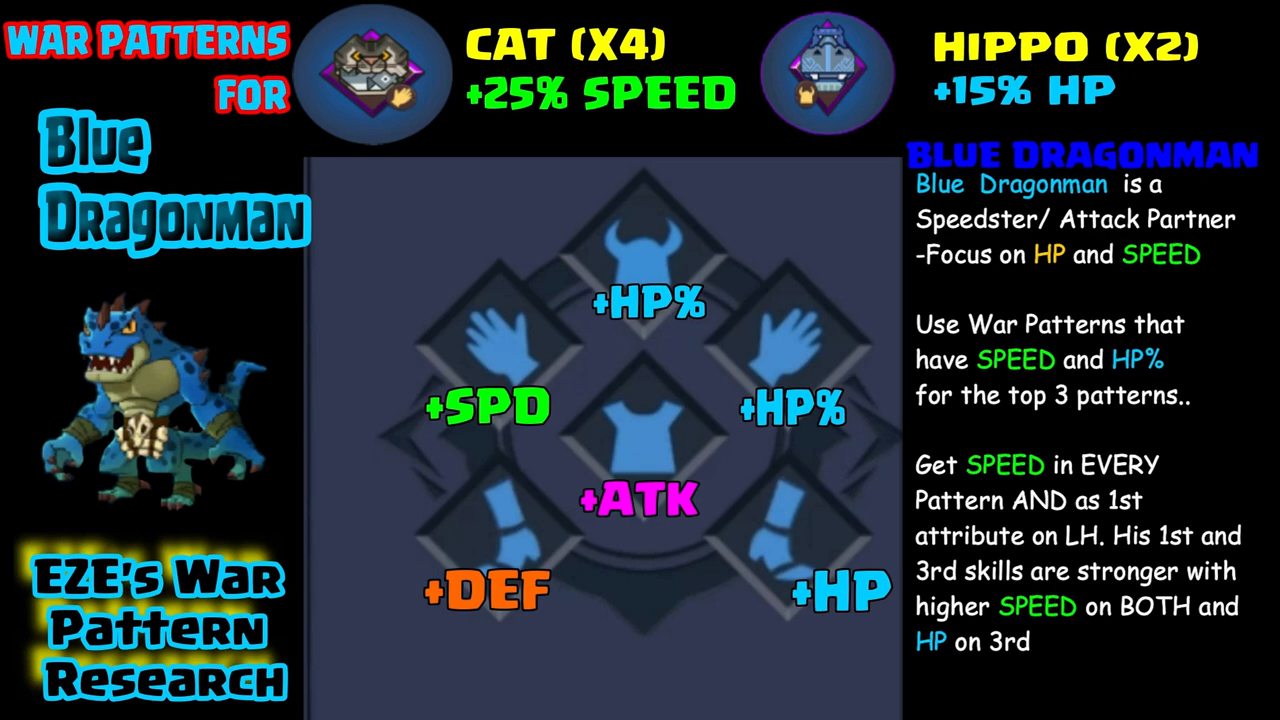 WAR PATTERNS
FOR
Blue
Dragonman
CAT (X4)
+25% SPEED
HIPPO (X2)
+15% HP
+HP%
+SPD
+HP%
+ATK
+DEF
+HP
BLUE DRAGONMAN
Blue Dragonman is a
Speedster/ Attack Partner
-Focus on HP and SPEED
Use War Patterns that
have SPEED and HP%
for the top 3 patterns..
Get SPEED in EVERY
Pattern AND as 1st
attribute on LH. His 1st and
3rd skills are stronger with
higher SPEED on BOTH and
HP on 3rd
EZE's War
Pattern
Research